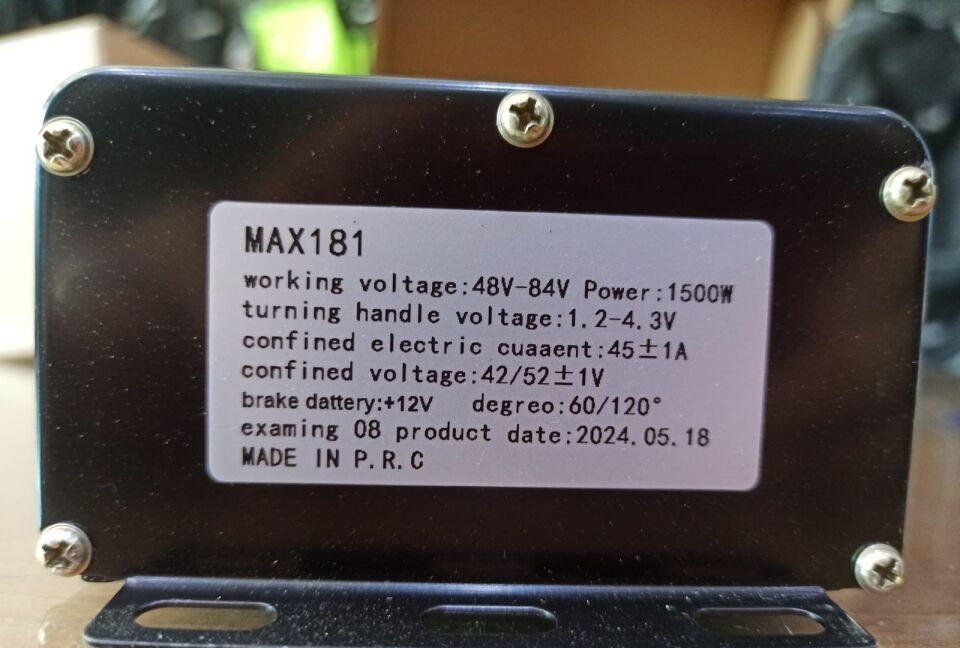 MAX181
working voltage:48V-84V Power:1500W
turning handle voltage:1.2-4.3V
confined electric cuaaent:45±1A
confined voltage:42/52±1V
brake dattery:+12V degreo:60/120°
examing 08 product date:2024.05.18
MADE IN P.R.C